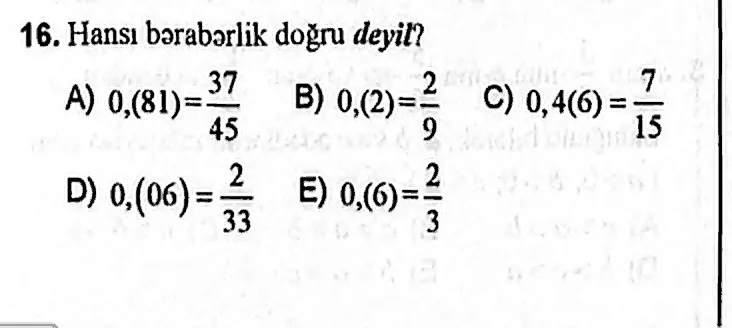 16. Hansı bərabərlik doğru deyil?
A) 0,(81)=37/45 B) 0,(2)=2/9 C) 0,4(6)=7/15
D) 0,(06)=2/33 E) 0,(6)=2/3